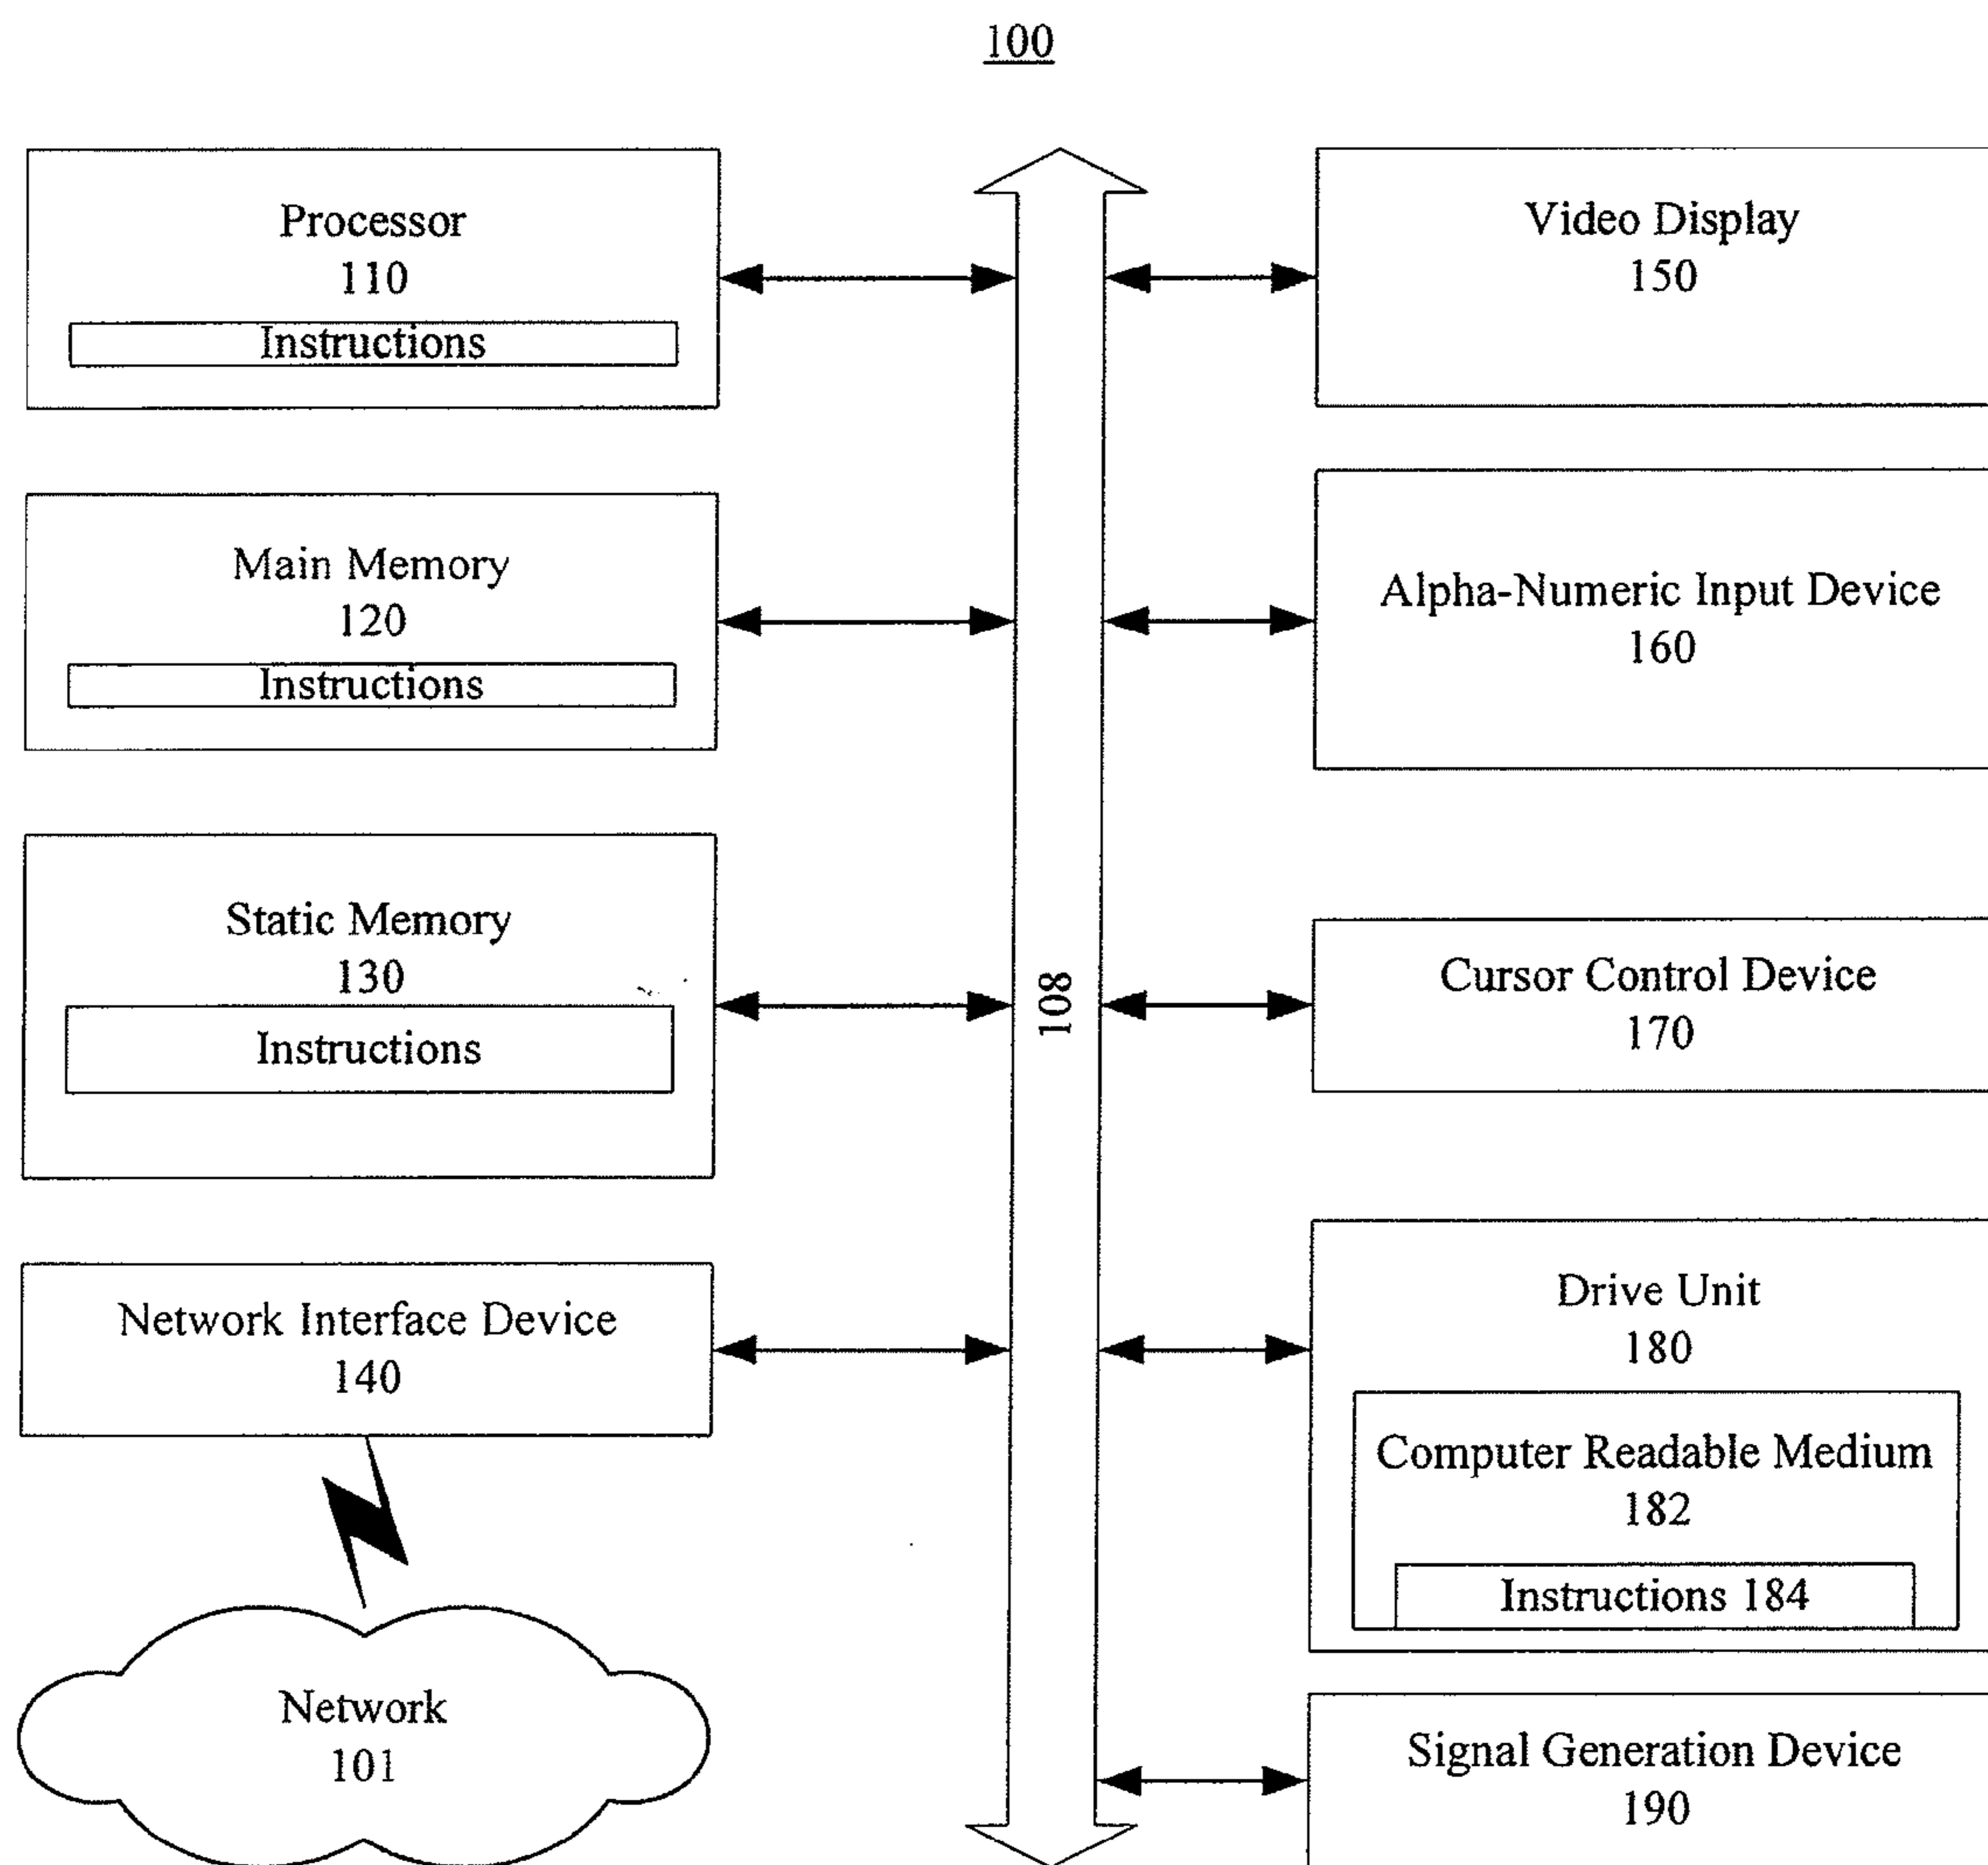 100
Processor
110
Instructions
Main Memory
120
Instructions
Static Memory
130
Instructions
Network Interface Device
140
Network
101
108
Video Display
150
Alpha-Numeric Input Device
160
Cursor Control Device
170
Drive Unit
180
Computer Readable Medium
182
Instructions 184
Signal Generation Device
190